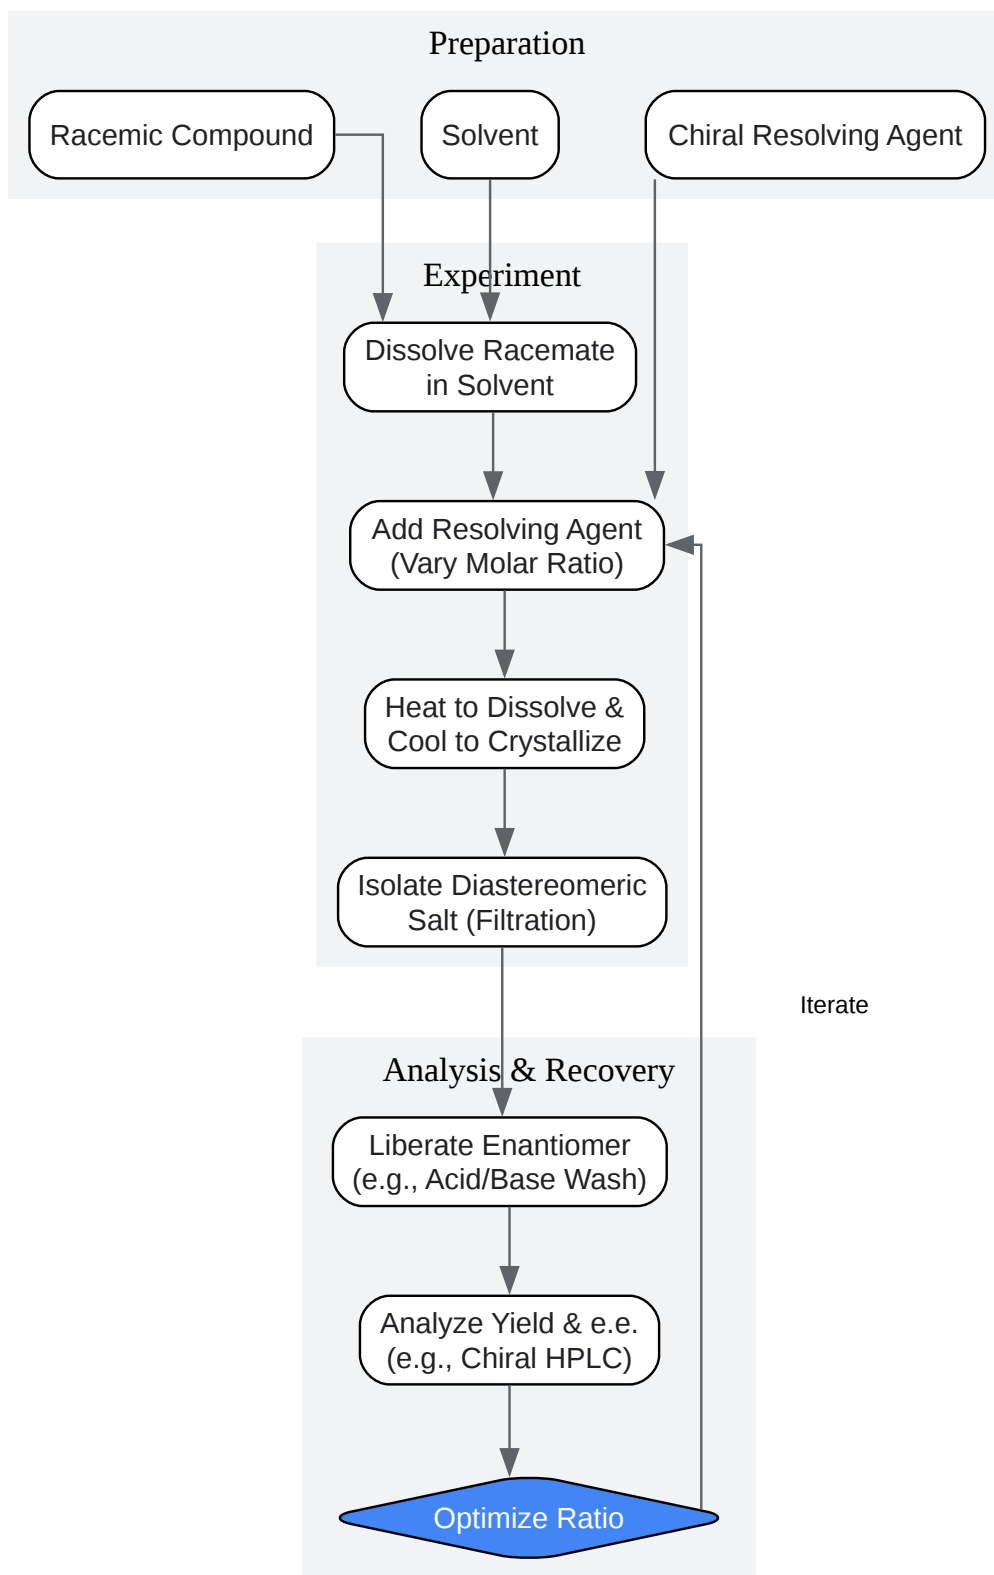 Preparation
Racemic Compound
Solvent
Chiral Resolving Agent
Experiment
Dissolve Racemate
in Solvent
Add Resolving Agent
(Vary Molar Ratio)
Heat to Dissolve &
Cool to Crystallize
Isolate Diastereomeric
Salt (Filtration)
Iterate
Analysis & Recovery
Liberate Enantiomer
(e.g., Acid/Base Wash)
Analyze Yield & e.e.
(e.g., Chiral HPLC)
Optimize Ratio